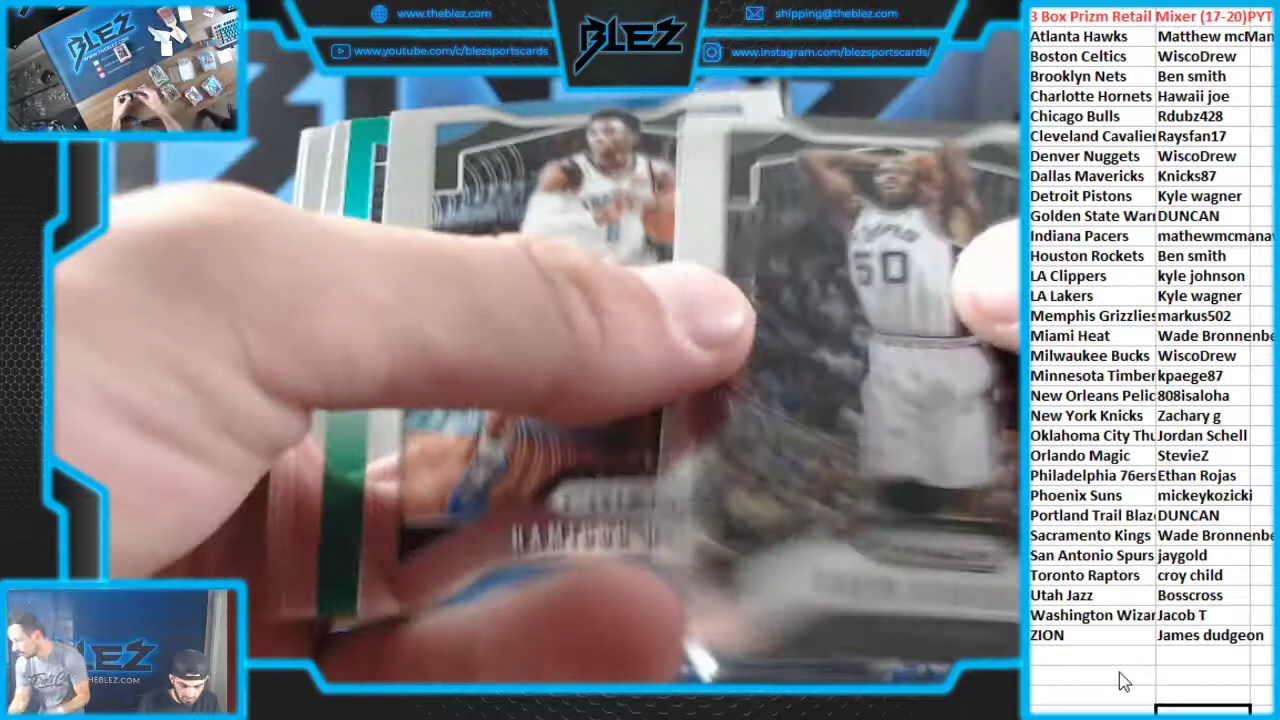 www.theblez.com
shipping@theblez.com
www.youtube.com/c/blezsportscards
BLEZ
www.instagram.com/blezsportscards/
3 Box Prizm Retail Mixer (17-20)PYT
Atlanta Hawks Matthew mcMan
Boston Celtics WiscoDrew
Brooklyn Nets Ben smith
Charlotte Hornets Hawaii joe
Chicago Bulls Rdubz428
Cleveland Cavalier Raysfan17
Denver Nuggets WiscoDrew
Dallas Mavericks Knicks87
Detroit Pistons Kyle wagner
Golden State Warr DUNCAN
Indiana Pacers mathewmcmanav
Houston Rockets Ben smith
LA Clippers kyle johnson
LA Lakers Kyle wagner
Memphis Grizzlies markus502
Miami Heat Wade Bronnenbe
Milwaukee Bucks WiscoDrew
Minnesota Timber kpaege87
New Orleans Pelic 808isaloha
New York Knicks Zachary g
Oklahoma City Thu Jordan Schell
Orlando Magic StevieZ
Philadelphia 76ers Ethan Rojas
Phoenix Suns mickeykozicki
Portland Trail Blaz DUNCAN
Sacramento Kings Wade Bronnenbe
San Antonio Spurs jaygold
Toronto Raptors croy child
Utah Jazz Bosscross
Washington Wizar Jacob T
ZION James dudgeon
50
BLEZ
BLEZ
.COM